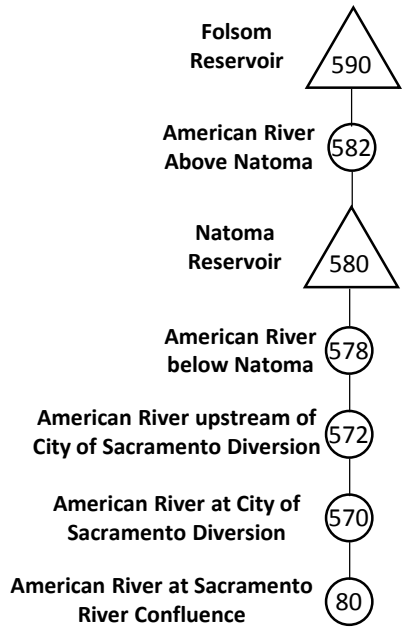 Folsom
Reservoir
590
American River
Above Natoma
582
Natoma
Reservoir
580
American River
below Natoma
578
American River upstream of
City of Sacramento Diversion
572
American River at City of
Sacramento Diversion
570
American River at Sacramento
River Confluence
80